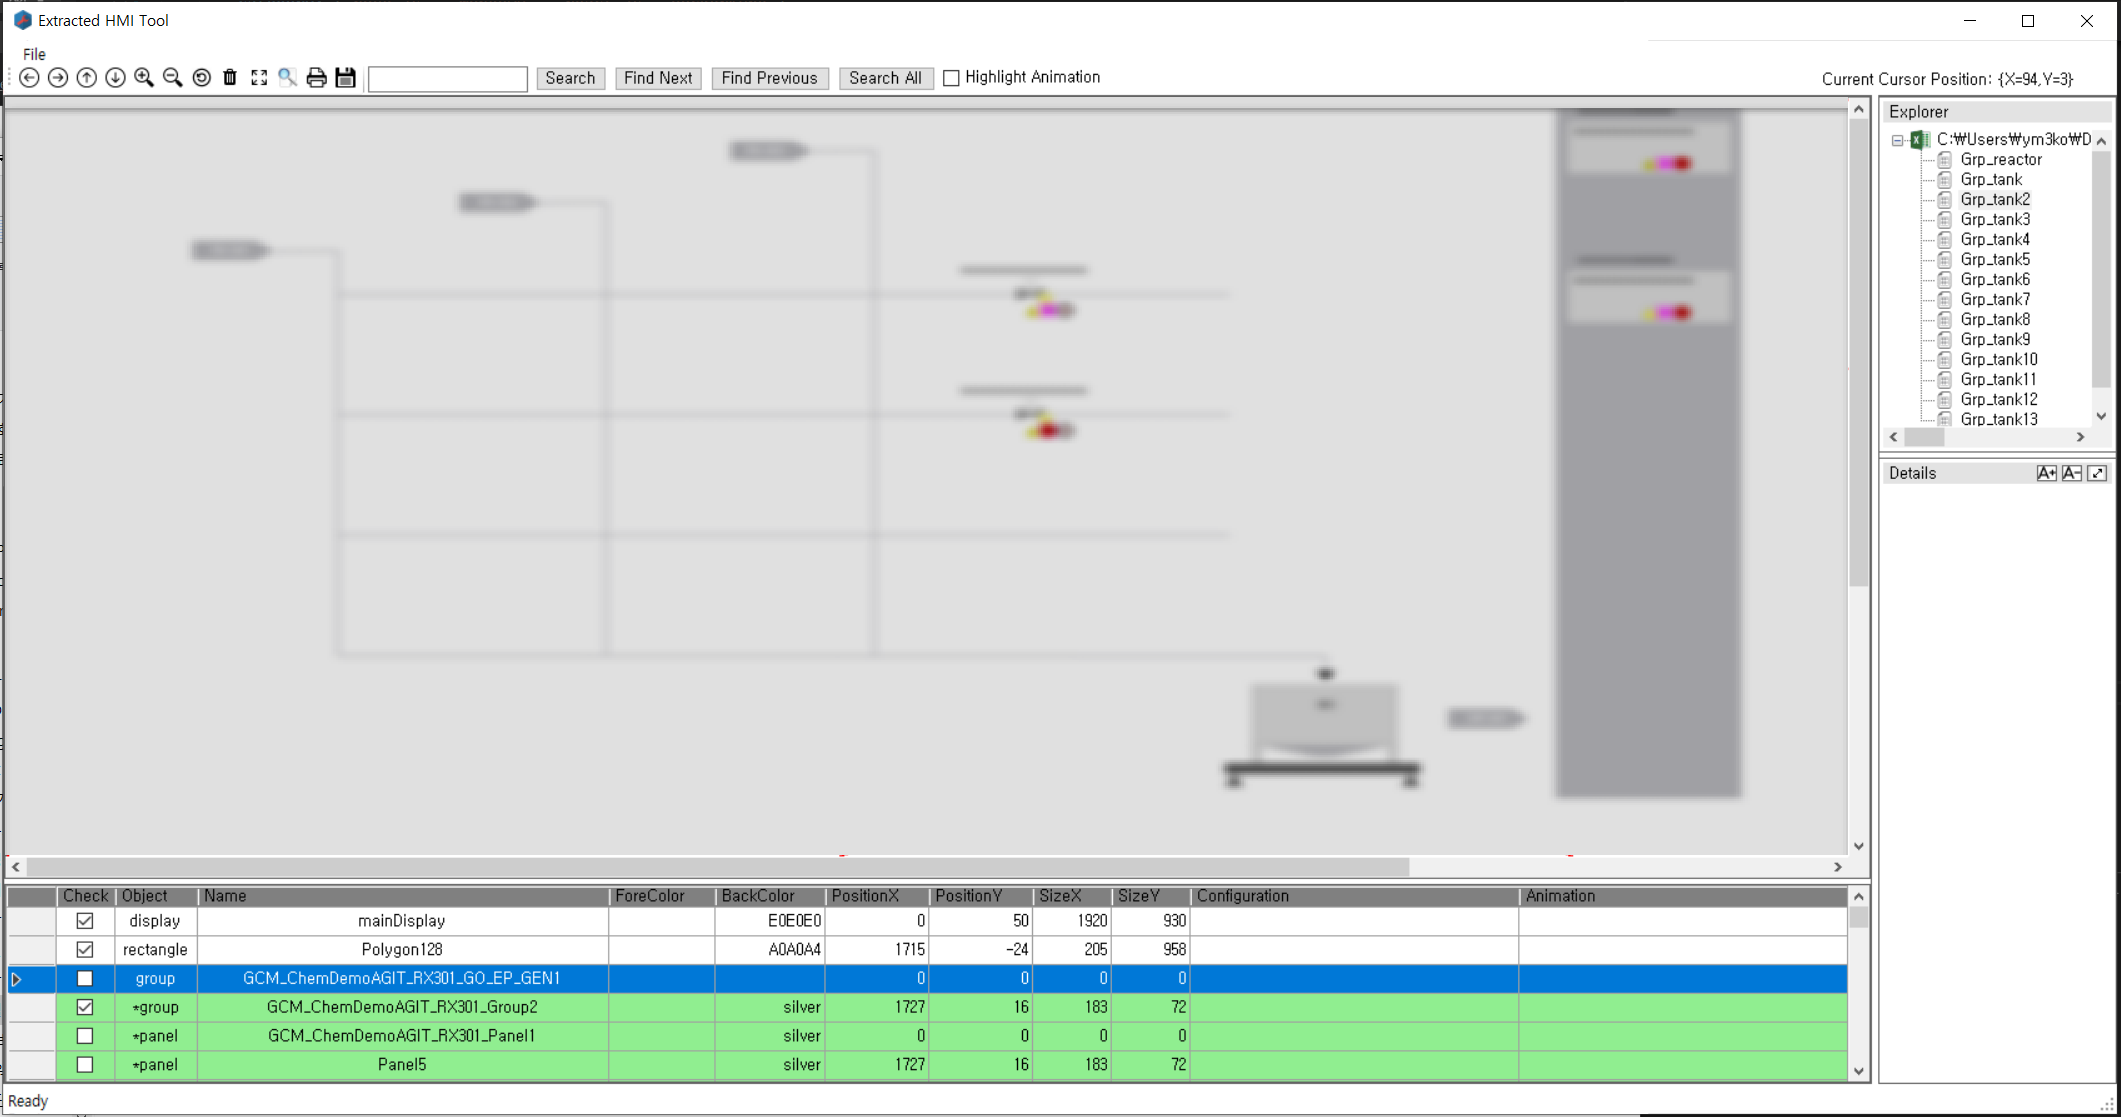 Extracted HMI Tool
File
Search Find Next Find Previous Search All Highlight Animation Current Cursor Position: {X=94,Y=3}
Explorer
C:₩Users₩ym3ko₩D
Grp_reactor
Grp_tank
Grp_tank2
Grp_tank3
Grp_tank4
Grp_tank5
Grp_tank6
Grp_tank7
Grp_tank8
Grp_tank9
Grp_tank10
Grp_tank11
Grp_tank12
Grp_tank13
Details A+ A-
Check Object Name ForeColor BackColor PositionX PositionY SizeX SizeY Configuration Animation
display mainDisplay E0E0E0 0 50 1920 930
rectangle Polygon128 A0A0A4 1715 -24 205 958
group GCM_ChemDemoAGIT_RX301_GO_EP_GEN1 0 0 0 0
*group GCM_ChemDemoAGIT_RX301_Group2 silver 1727 16 183 72
*panel GCM_ChemDemoAGIT_RX301_Panel1 silver 0 0 0 0
*panel Panel5 silver 1727 16 183 72
Ready